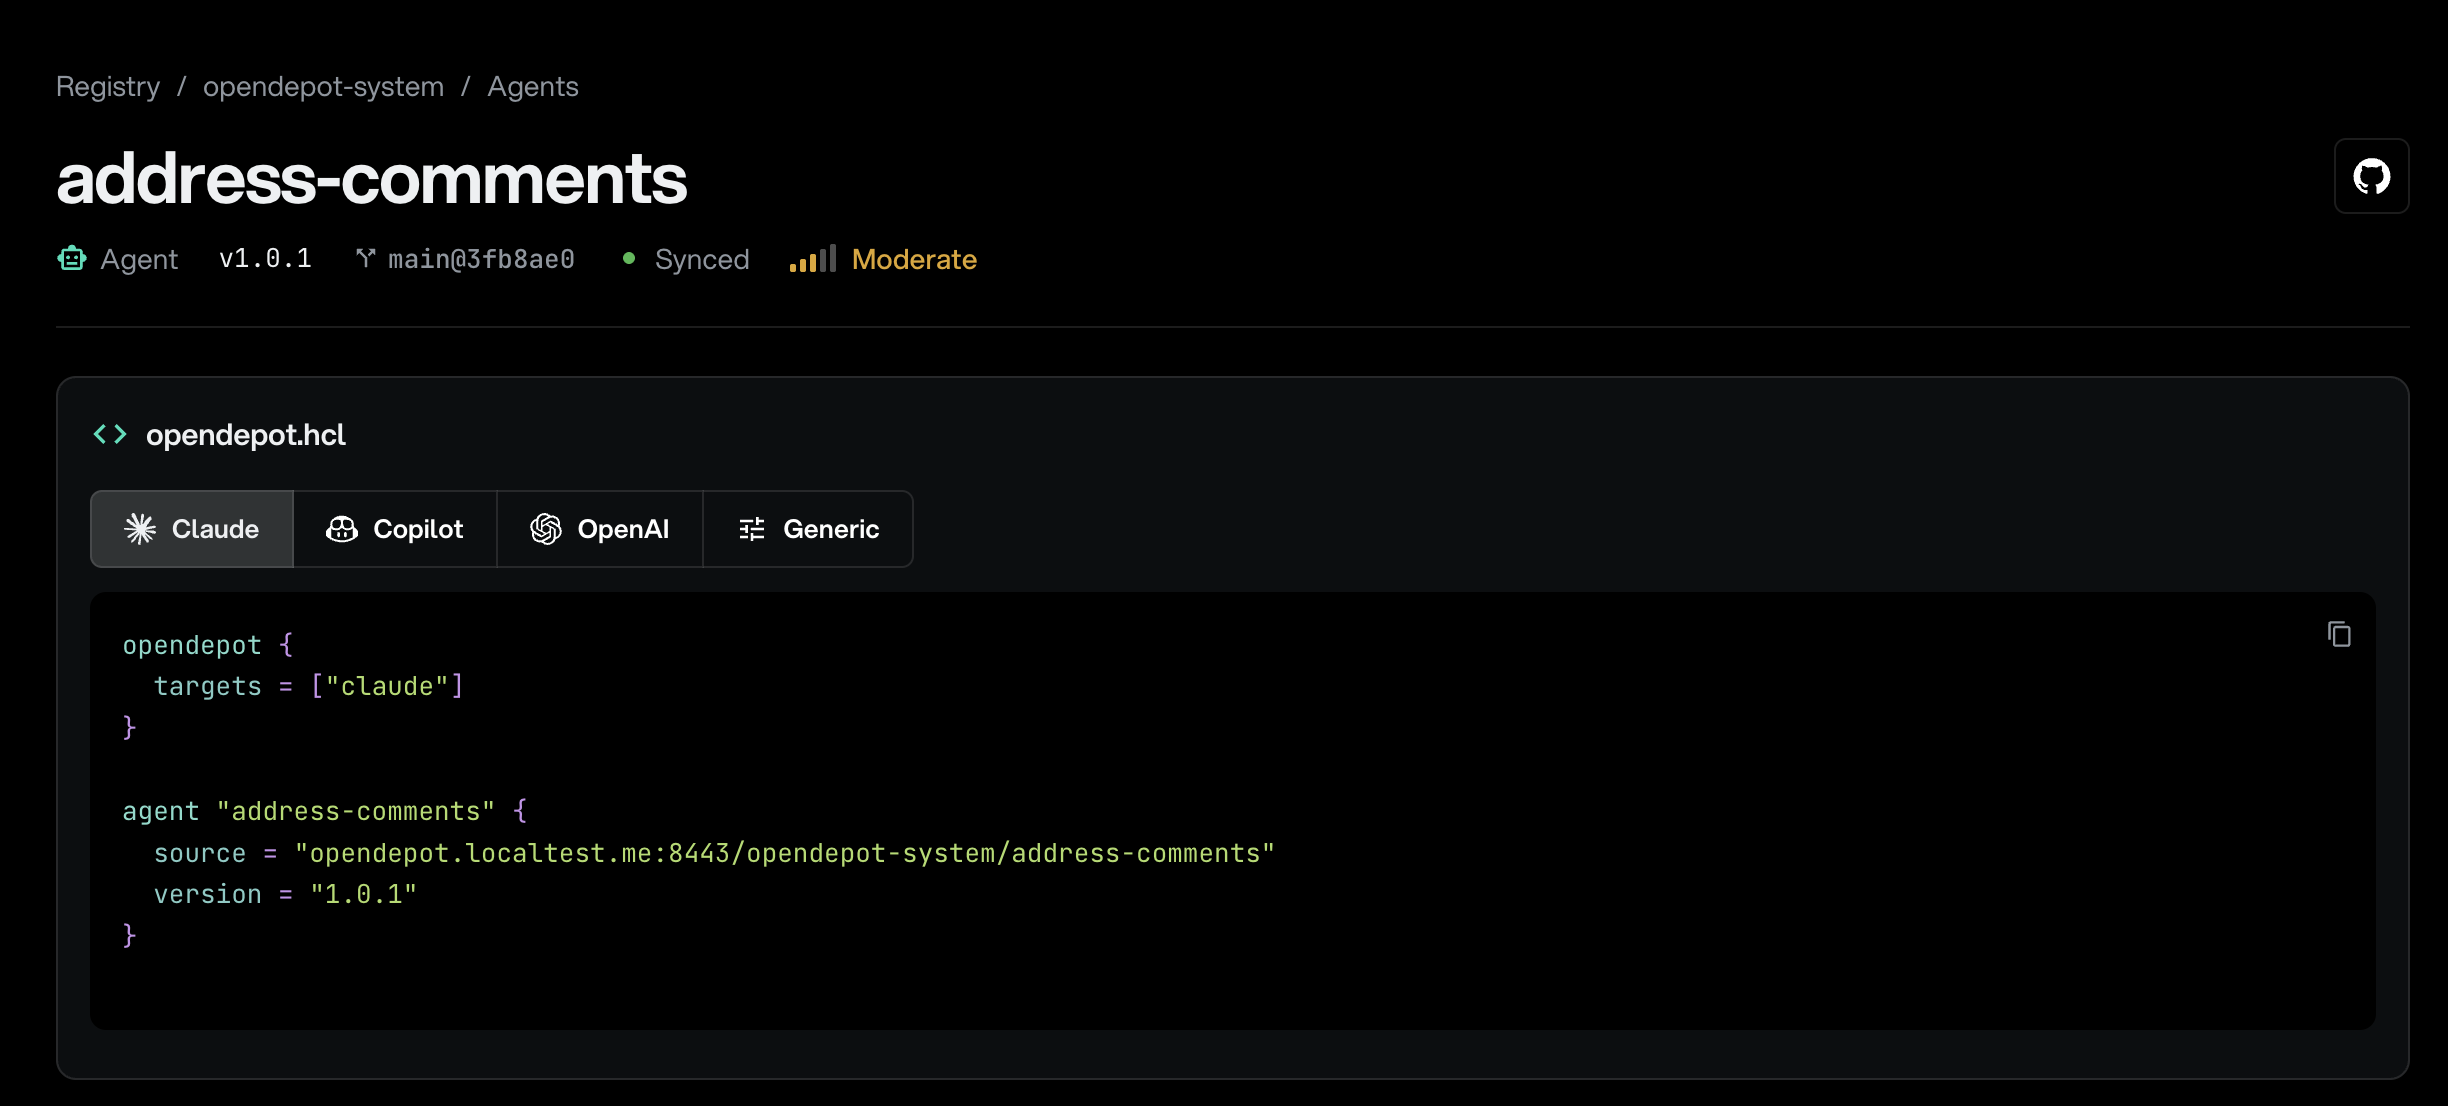 Registry / opendepot-system / Agents
address-comments
Agent v1.0.1 main@3fb8ae0 Synced Moderate
opendepot.hcl
Claude Copilot OpenAI Generic
opendepot {
  targets = ["claude"]
}
agent "address-comments" {
  source = "opendepot.localtest.me:8443/opendepot-system/address-comments"
  version = "1.0.1"
}